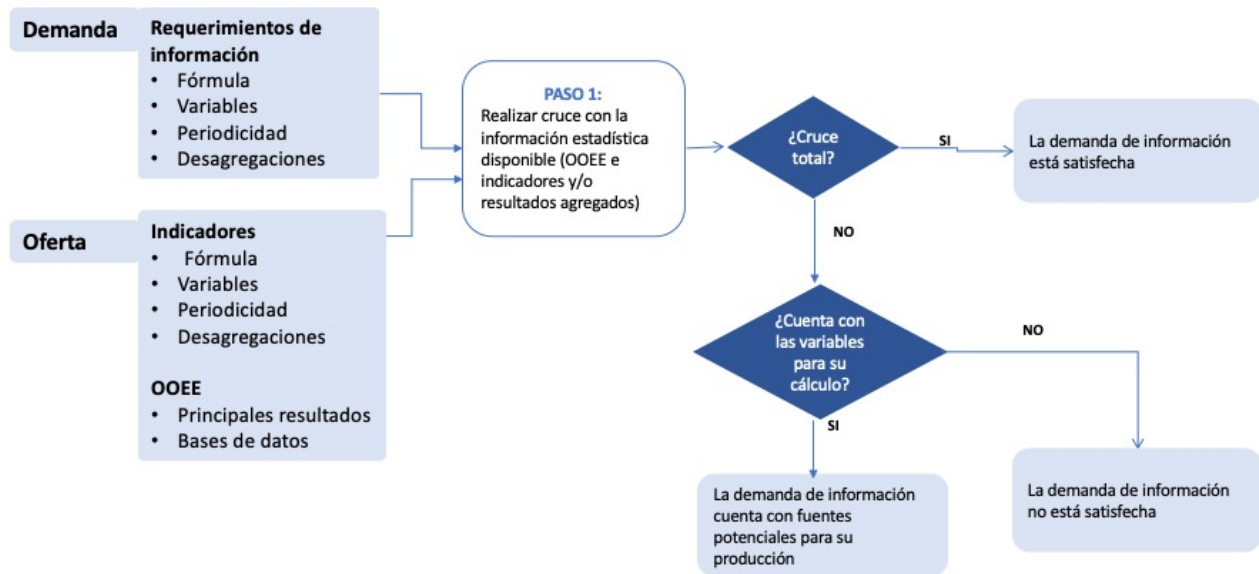 Demanda
Requerimientos de
información
• Fórmula
• Variables
• Periodicidad
• Desagregaciones
Oferta
Indicadores
• Fórmula
• Variables
• Periodicidad
• Desagregaciones
OOEE
• Principales resultados
• Bases de datos
PASO 1:
Realizar cruce con la
información estadística
disponible (OOEE e
indicadores y/o
resultados agregados)
¿Cruce
total?
SI
La demanda de información
está satisfecha
NO
¿Cuenta con
las variables
para su
cálculo?
NO
SI
La demanda de información
cuenta con fuentes
potenciales para su
producción
La demanda de información
no está satisfecha